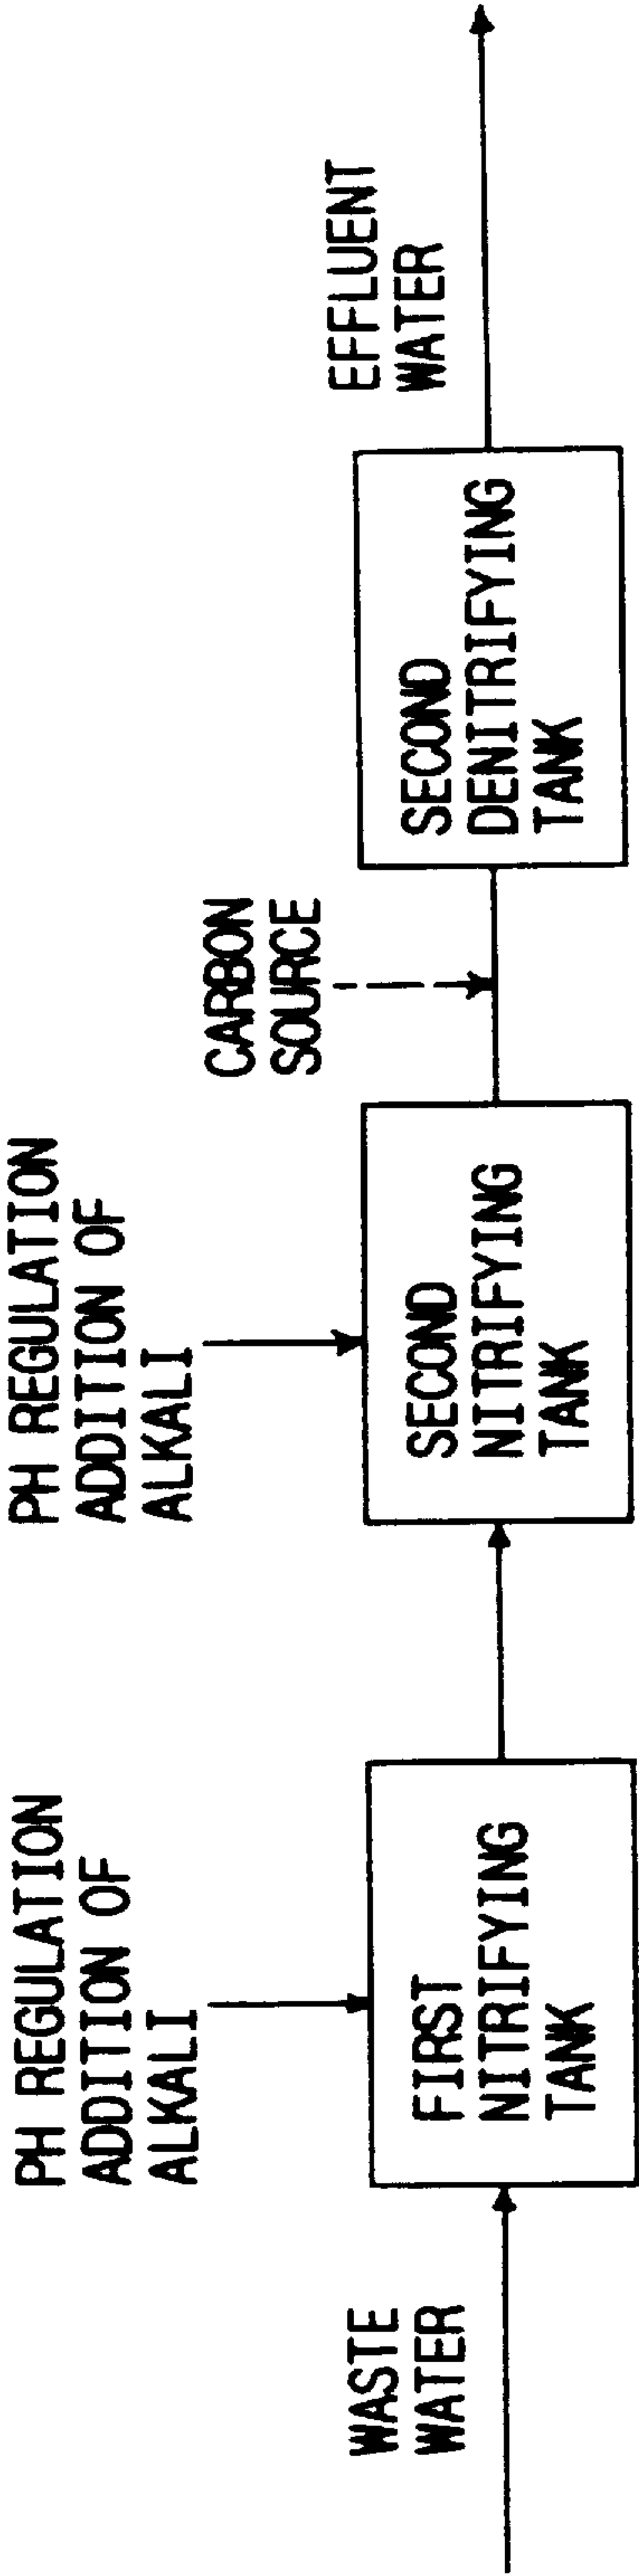 WASTE
WATER
PH REGULATION
ADDITION OF
ALKALI
FIRST
NITRIFYING
TANK
PH REGULATION
ADDITION OF
ALKALI
SECOND
NITRIFYING
TANK
CARBON
SOURCE
SECOND
DENITRIFYING
TANK
EFFLUENT
WATER